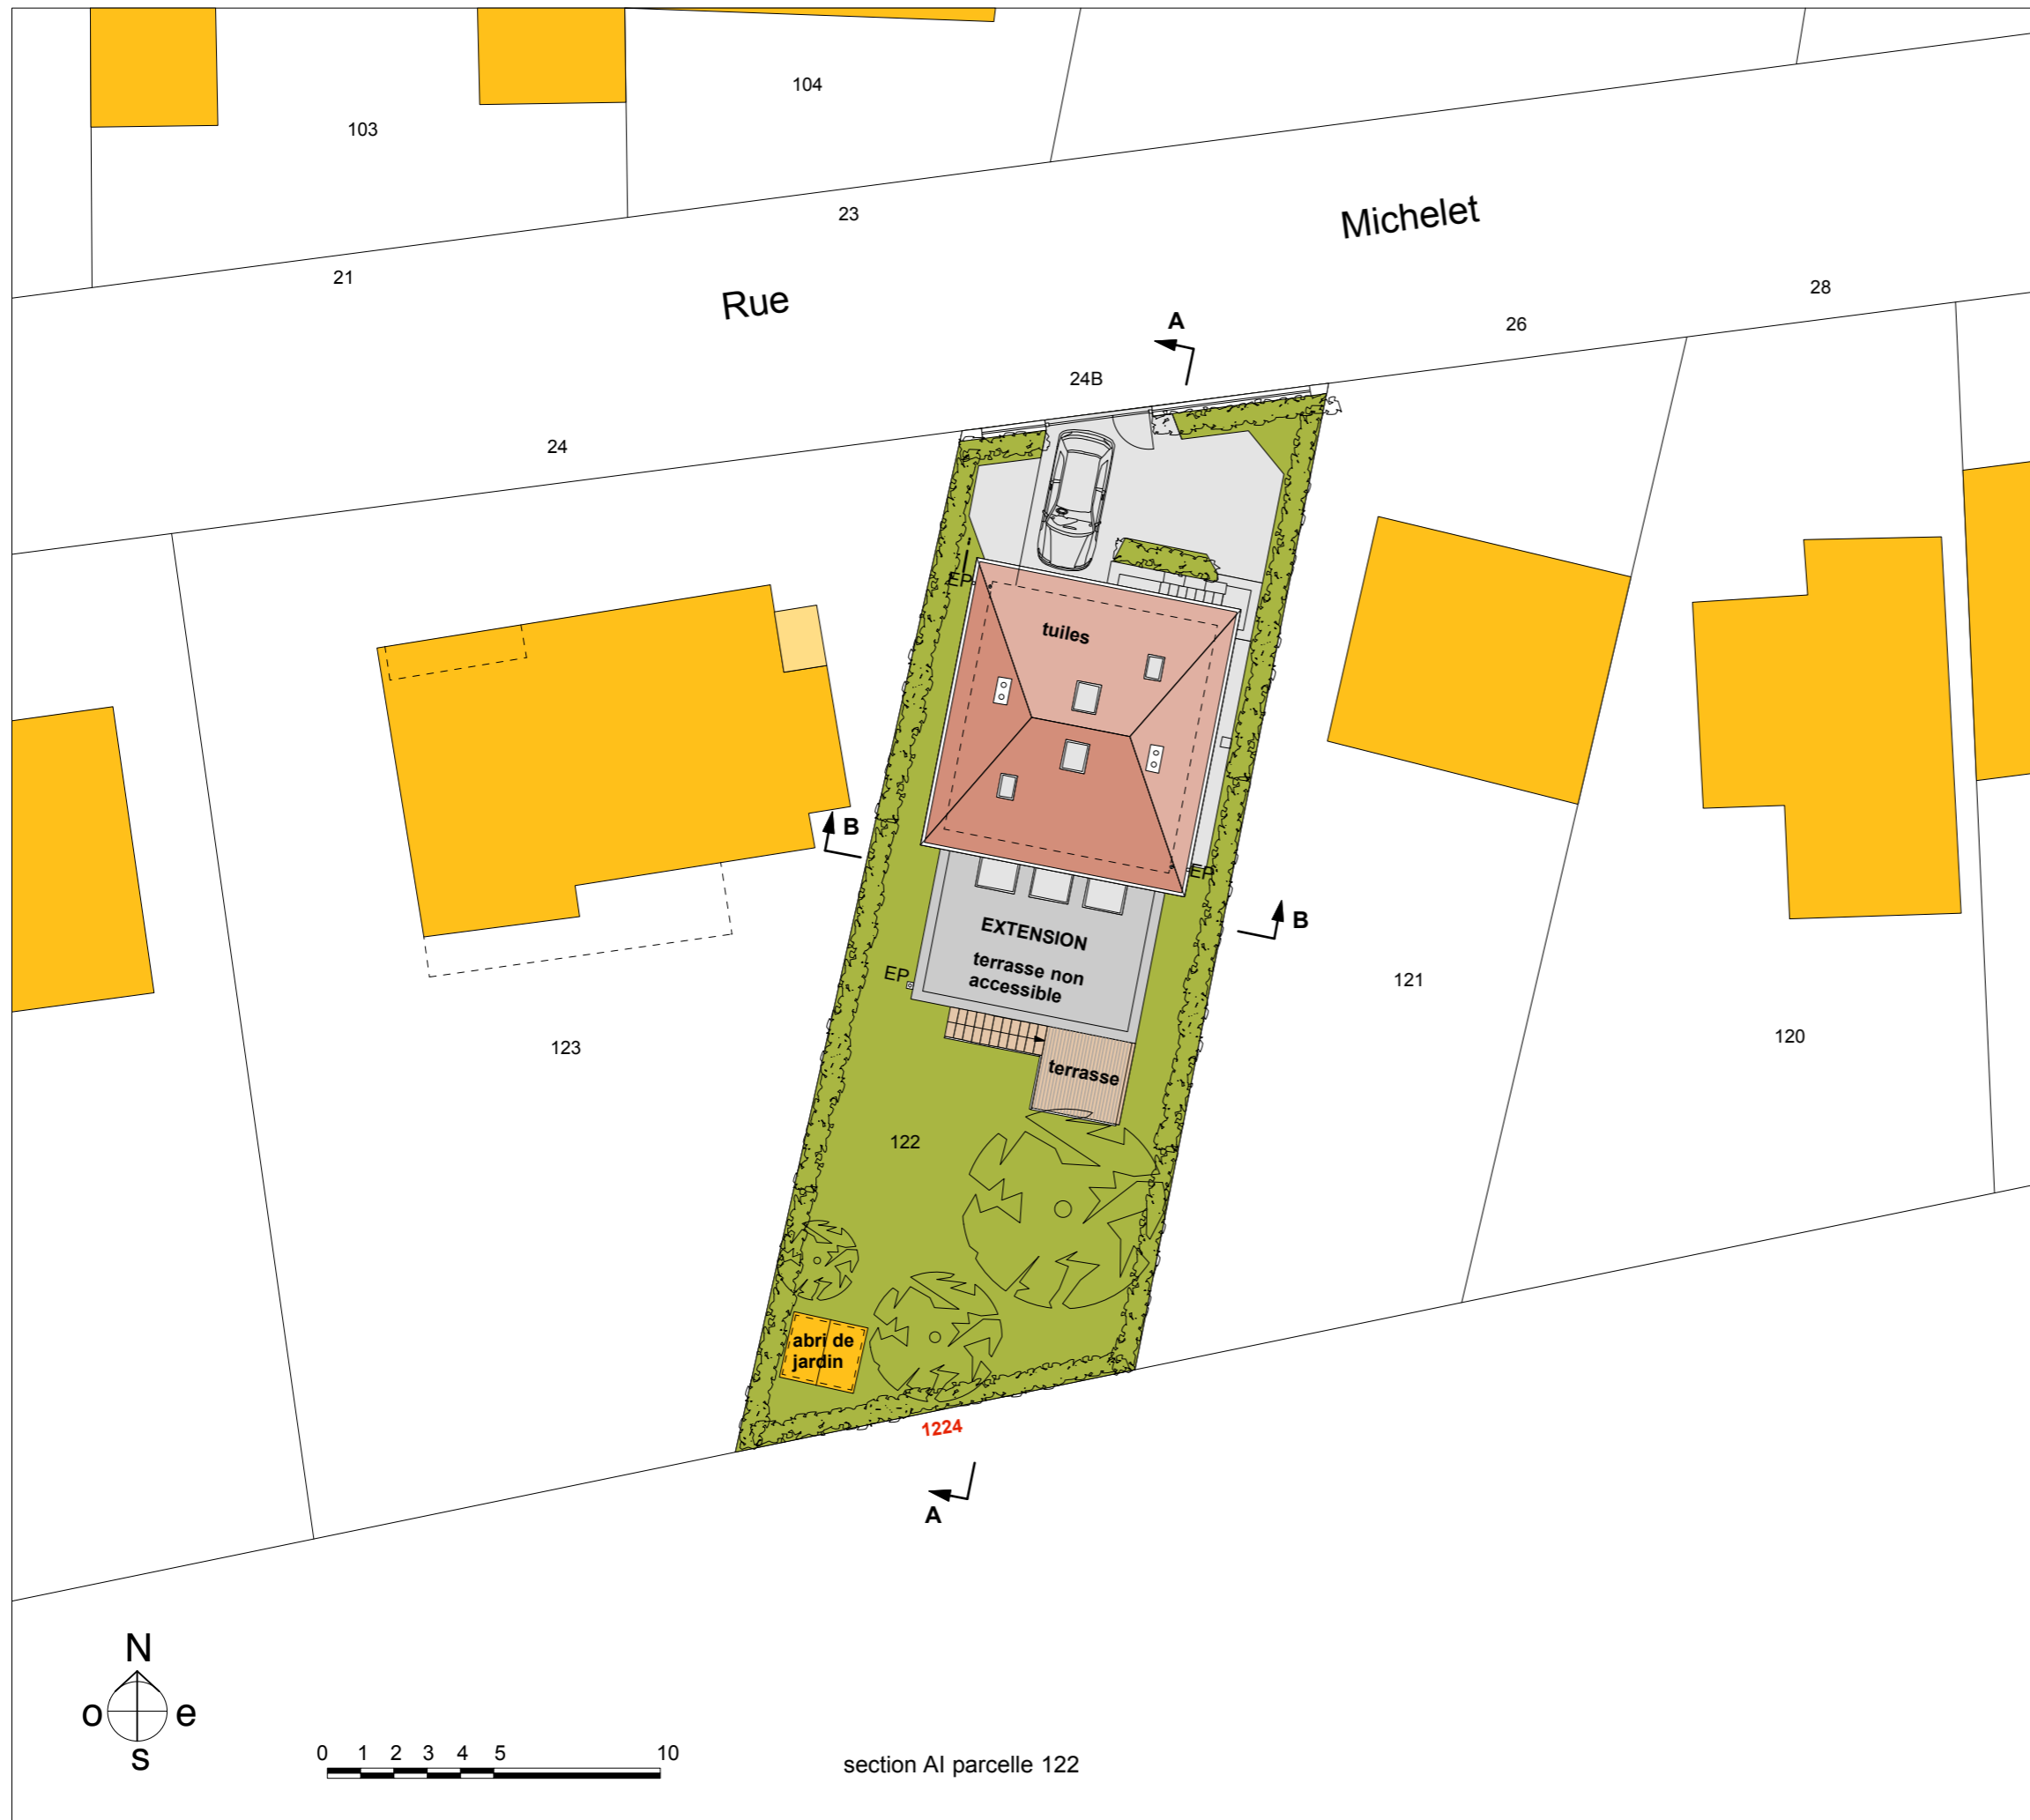 104
103
23
Michelet
21
Rue
28
26
A
24B
24
EP
tuiles
B
EP
B
EXTENSION
terrasse non
accessible
EP
121
120
123
terrasse
122
abri de
jardin
1224
A
N
o e
s
0 1 2 3 4 5 10
section AI parcelle 122